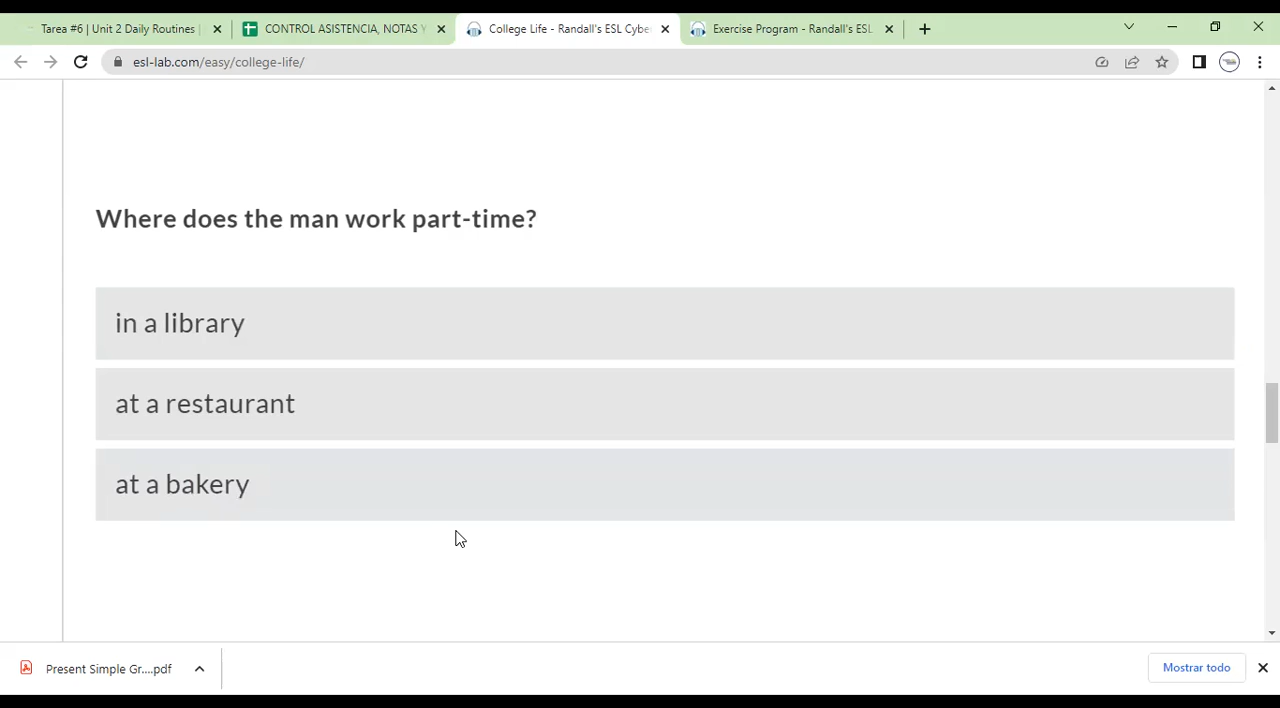 Tarea #6 | Unit 2 Daily Routines |
CONTROL ASISTENCIA, NOTAS Y
College Life - Randall's ESL Cybe
Exercise Program - Randall's ESL
esl-lab.com/easy/college-life/
Where does the man work part-time?
in a library
at a restaurant
at a bakery
Present Simple Gr....pdf
Mostrar todo